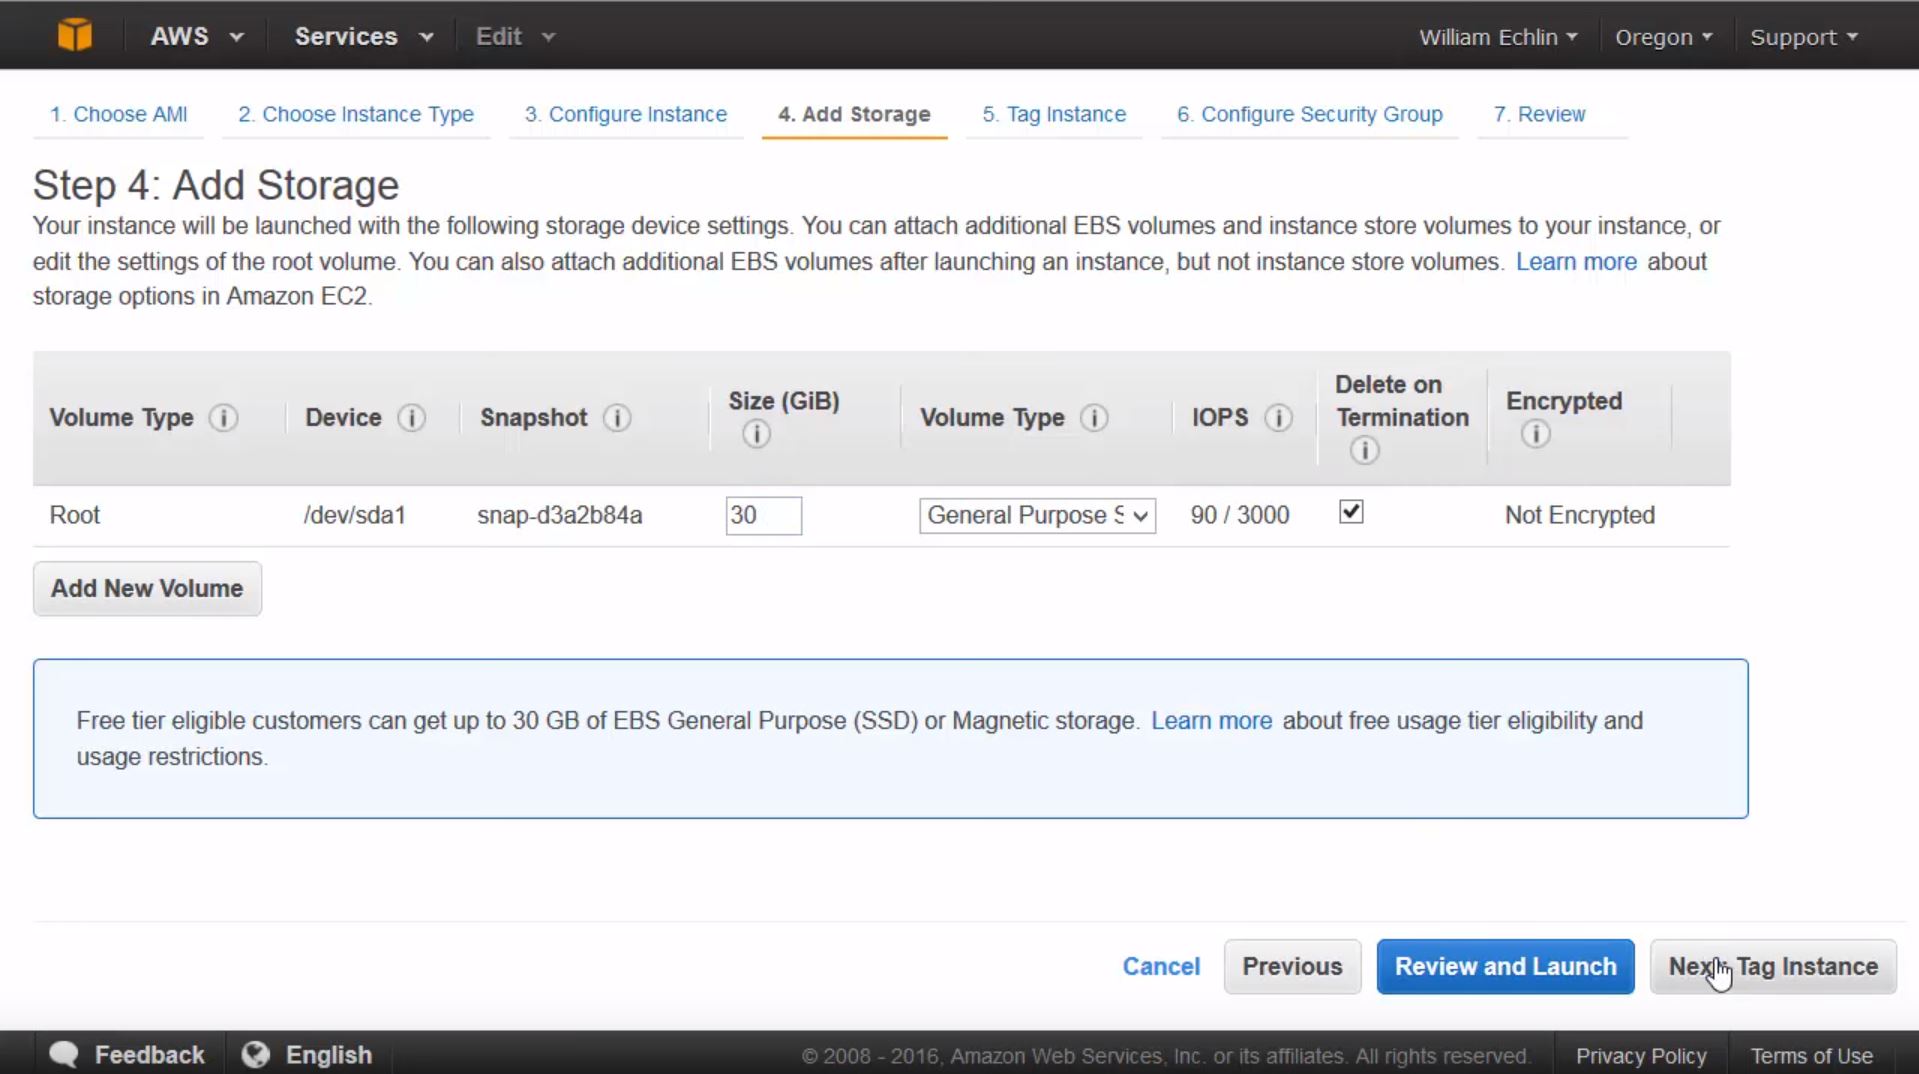 AWS Services Edit William Echlin Oregon Support
1. Choose AMI 2. Choose Instance Type 3. Configure Instance 4. Add Storage 5. Tag Instance 6. Configure Security Group 7. Review
Step 4: Add Storage
Your instance will be launched with the following storage device settings. You can attach additional EBS volumes and instance store volumes to your instance, or
edit the settings of the root volume. You can also attach additional EBS volumes after launching an instance, but not instance store volumes. Learn more about
storage options in Amazon EC2.
Volume Type Device Snapshot Size (GiB) Volume Type IOPS Delete on Termination Encrypted
Root /dev/sda1 snap-d3a2b84a 30 General Purpose S 90 / 3000 Not Encrypted
Add New Volume
Free tier eligible customers can get up to 30 GB of EBS General Purpose (SSD) or Magnetic storage. Learn more about free usage tier eligibility and
usage restrictions.
Cancel Previous Review and Launch Next: Tag Instance
Feedback English © 2008 - 2016, Amazon Web Services, Inc. or its affiliates. All rights reserved. Privacy Policy Terms of Use